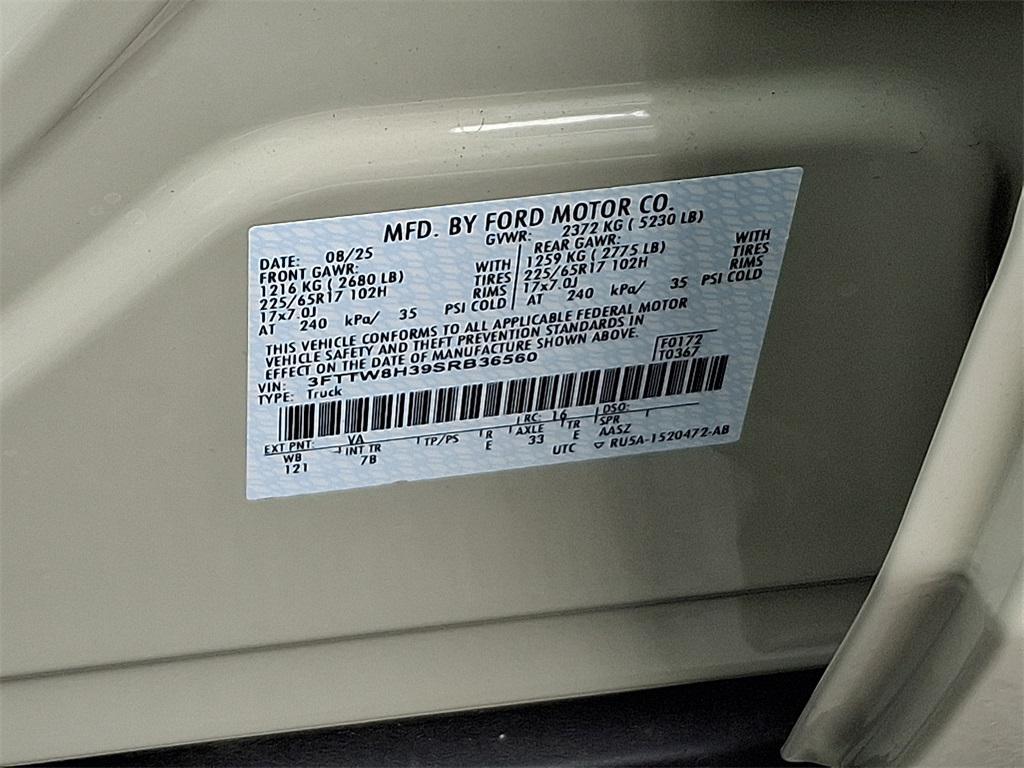 MFD. BY FORD MOTOR CO.
DATE: 08/25 GVWR: 2372 KG ( 5230 LB)
FRONT GAWR: REAR GAWR:
1216 KG ( 2680 LB) WITH 1259 KG ( 2775 LB) WITH
225/65R17 102H TIRES 225/65R17 102H TIRES
17x7.0J RIMS 17x7.0J RIMS
AT 240 kPa/ 35 PSI COLD AT 240 kPa/ 35 PSI COLD
THIS VEHICLE CONFORMS TO ALL APPLICABLE FEDERAL MOTOR
VEHICLE SAFETY AND THEFT PREVENTION STANDARDS IN
EFFECT ON THE DATE OF MANUFACTURE SHOWN ABOVE.
VIN: 3FTTW8H39SRB36560 F0172
TYPE: Truck T0367
EXT PNT: VA RC: 16 DSO:
WB INT TR TP/PS R AXLE TR SPR
121 7B E 33 E AASZ
UTC RU5A-1520472-AB